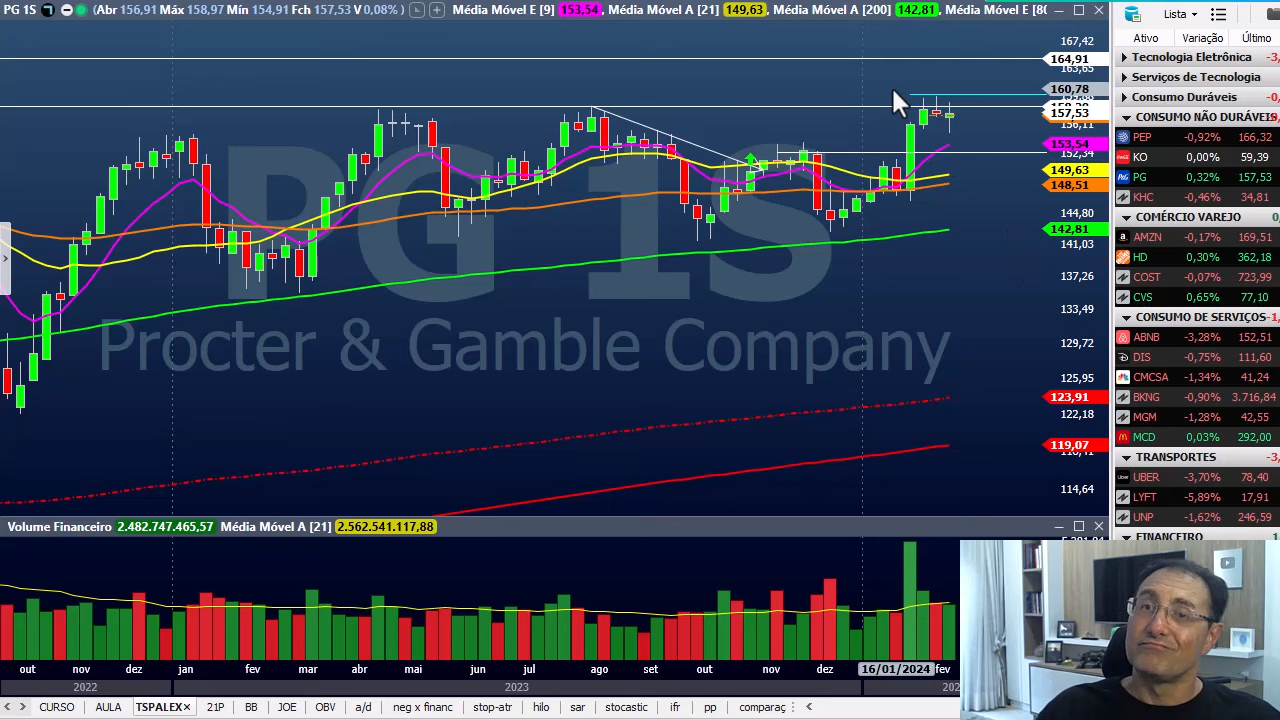 PG 1S (Abr 156,91 Máx 158,97 Mín 154,91 Fch 157,53 V 0,08% )
Média Móvel E [9] 153,54 , Média Móvel A [21] 149,63 , Média Móvel A [200] 142,81 , Média Móvel E [80
167,42
164,91
163,65
160,78
157,53
156,11
153,54
152,34
149,63
148,51
144,80
142,81
141,03
137,26
133,49
129,72
125,95
123,91
122,18
119,07
114,64
PG 1S
Procter & Gamble Company
Volume Financeiro 2.482.747.465,57 Média Móvel A [21] 2.562.541.117,88
out nov dez jan fev mar abr mai jun jul ago set out nov dez 16/01/2024 fev
2022 2023
CURSO AULA TSPALEX 21P BB JOE OBV a/d neg x financ stop-atr hilo sar stocastic ifr pp comparaç
Lista
Ativo Variação Último
Tecnologia Eletrônica -3,
Serviços de Tecnologia
Consumo Duráveis -0,
CONSUMO NÃO DURÁVEIS
PEP -0,92% 166,32
KO 0,00% 59,39
PG 0,32% 157,53
KHC -0,46% 34,81
COMÉRCIO VAREJO 0,
AMZN -0,17% 169,51
HD 0,30% 362,18
COST -0,07% 723,99
CVS 0,65% 77,10
CONSUMO DE SERVIÇOS -1,
ABNB -3,28% 152,51
DIS -0,75% 111,60
CMCSA -1,34% 41,24
BKNG -0,90% 3.716,84
MGM -1,28% 42,55
MCD 0,03% 292,00
TRANSPORTES -3,
UBER -3,70% 78,40
LYFT -5,89% 17,91
UNP -1,62% 246,59
FINANCEIRO 1